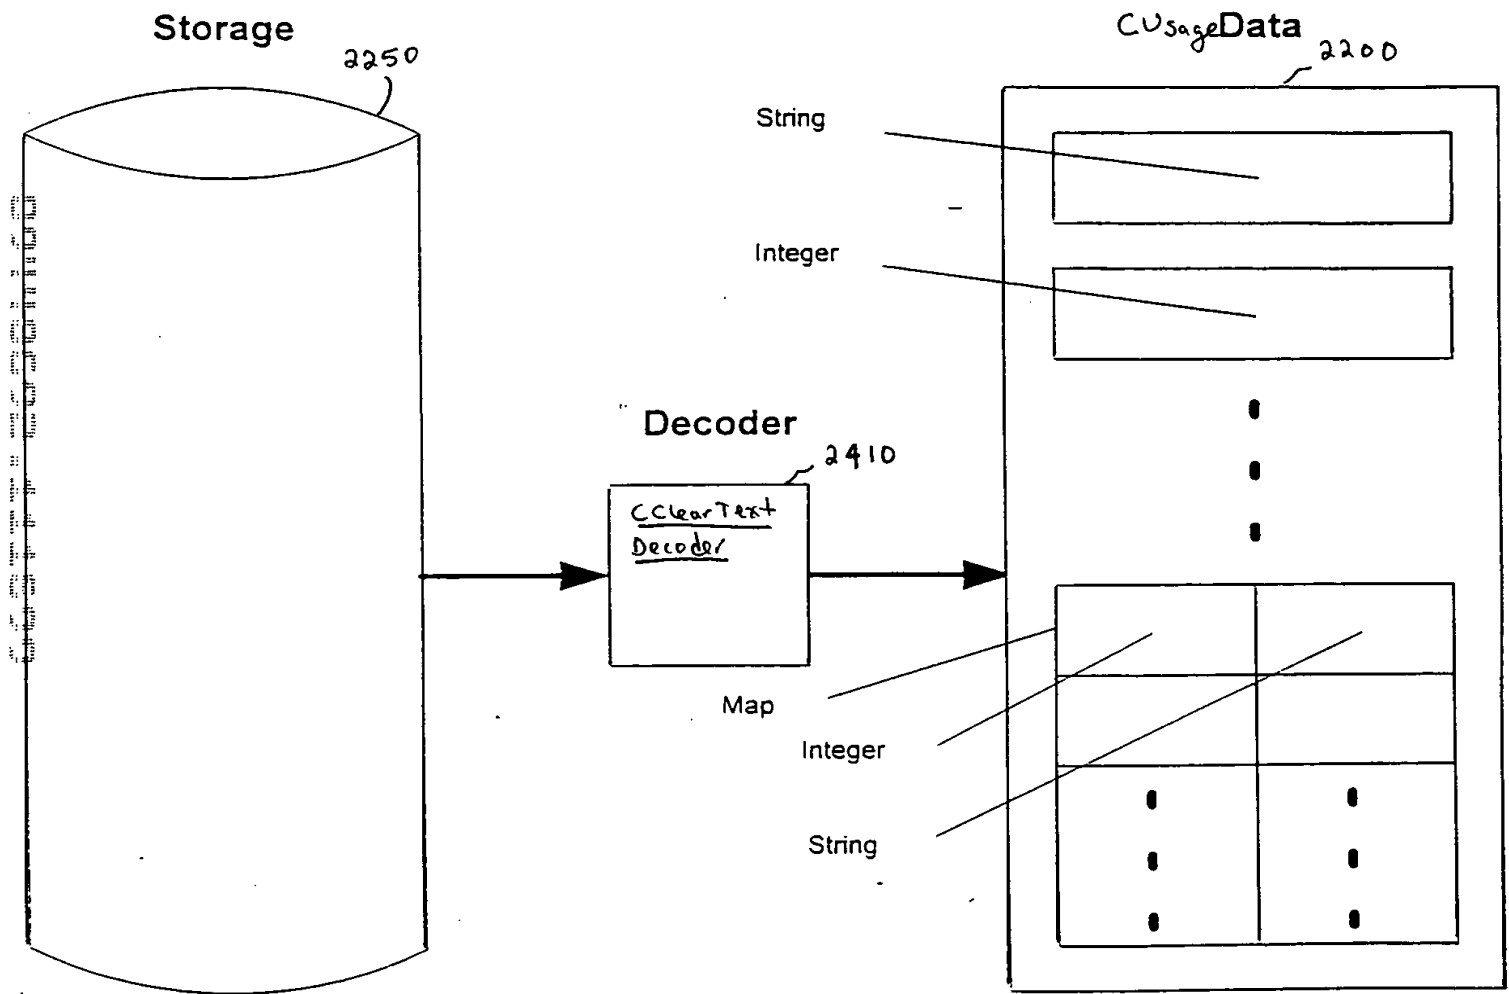 Storage
2250
CUsageData
2200
String
Integer
Decoder
2410
CClearText
Decoder
Map
Integer
String